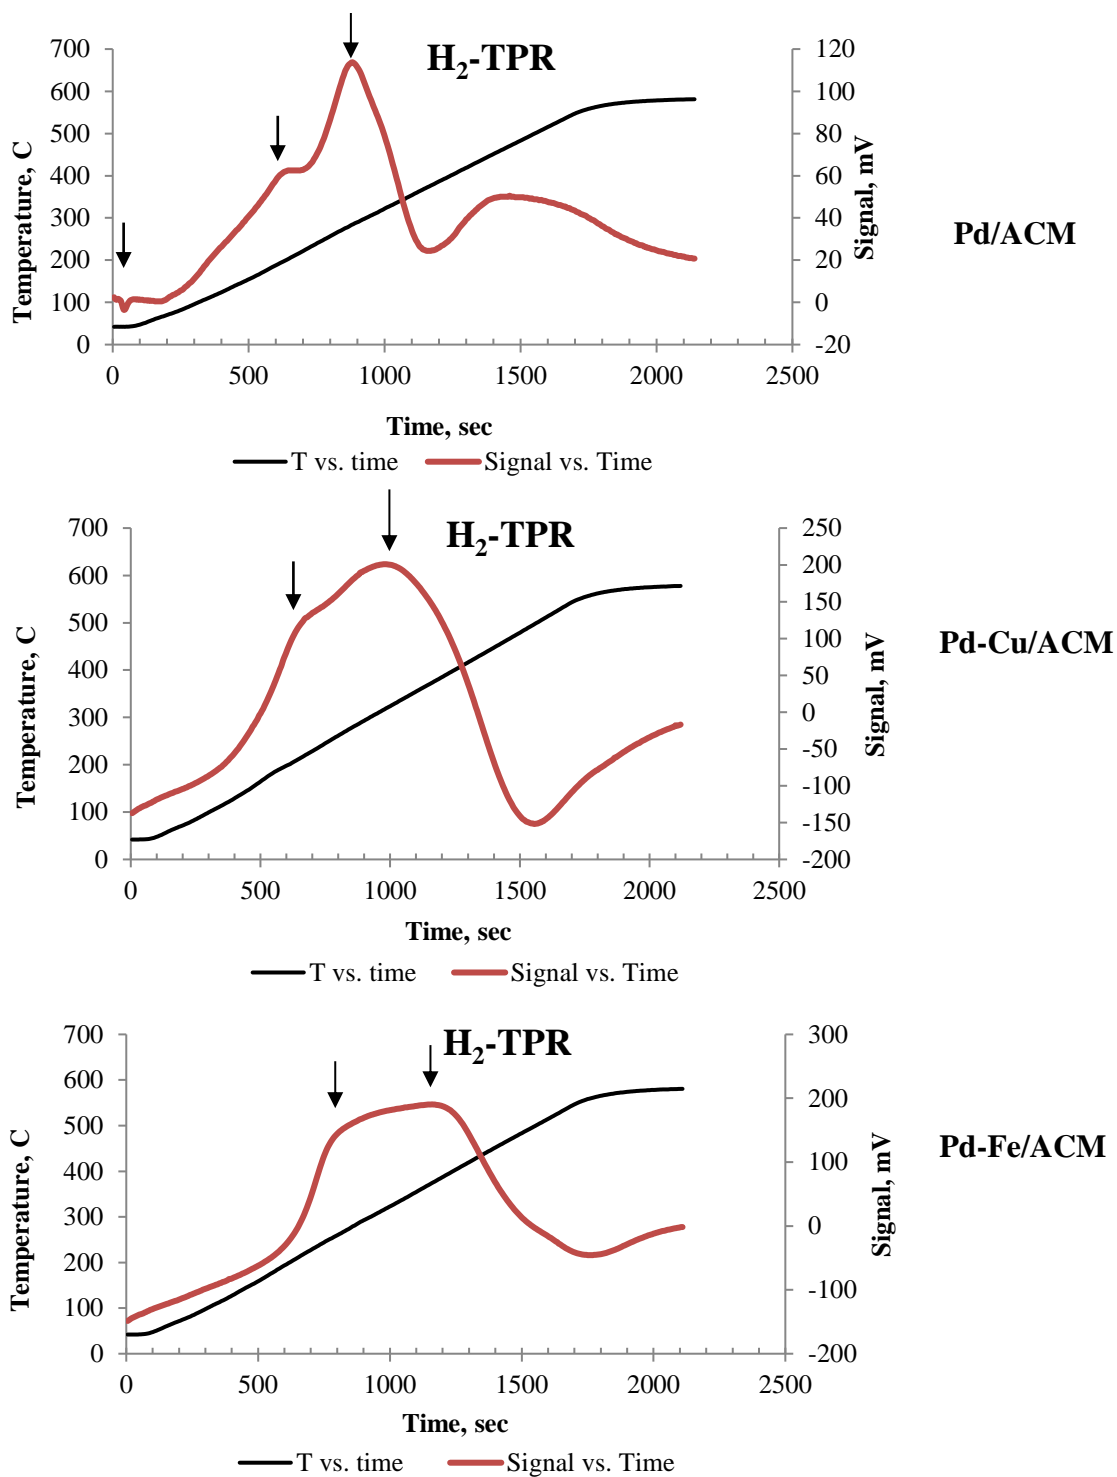 H2-TPR
700
600
500
400
300
200
100
0
Temperature, C
120
100
80
60
40
20
0
-20
Signal, mV
0 500 1000 1500 2000 2500
Time, sec
T vs. time Signal vs. Time
Pd/ACM
H2-TPR
700
600
500
400
300
200
100
0
Temperature, C
250
200
150
100
50
0
-50
-100
-150
-200
Signal, mV
0 500 1000 1500 2000 2500
Time, sec
T vs. time Signal vs. Time
Pd-Cu/ACM
H2-TPR
700
600
500
400
300
200
100
0
Temperature, C
300
200
100
0
-100
-200
Signal, mV
0 500 1000 1500 2000 2500
Time, sec
T vs. time Signal vs. Time
Pd-Fe/ACM